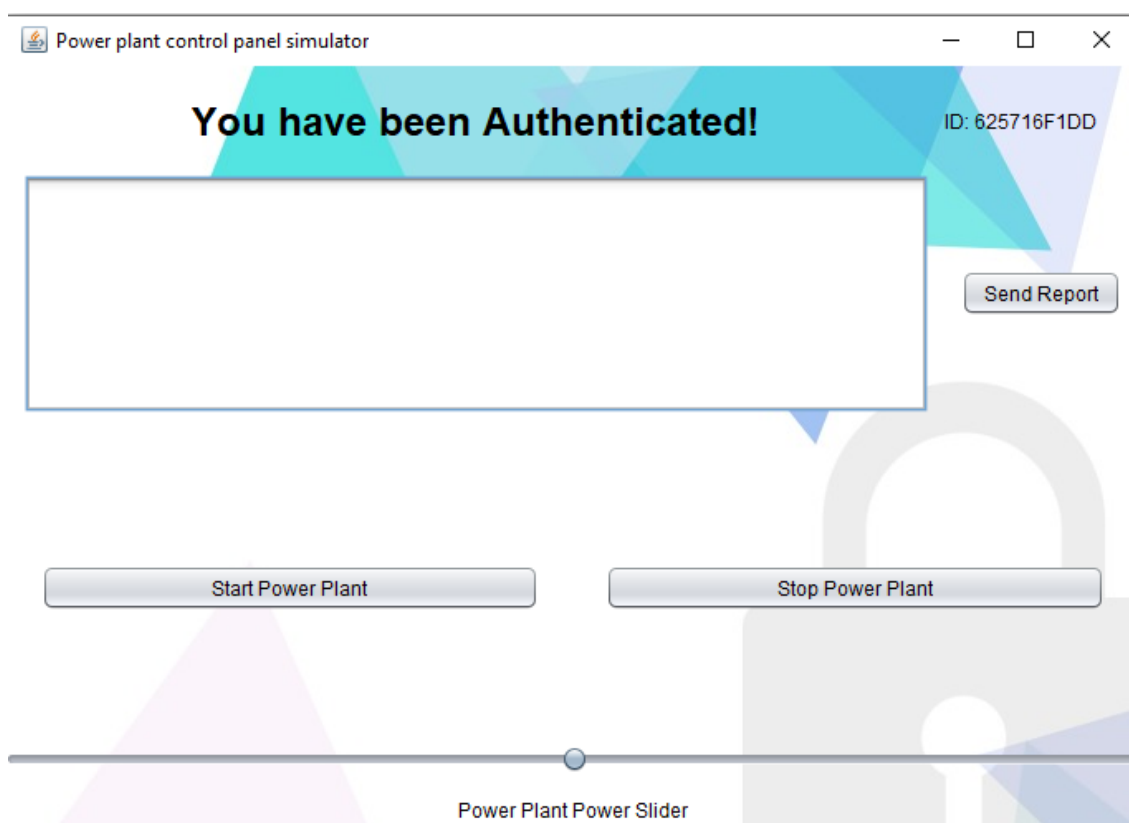 Power plant control panel simulator
You have been Authenticated!
ID: 625716F1DD
Send Report
Start Power Plant
Stop Power Plant
Power Plant Power Slider